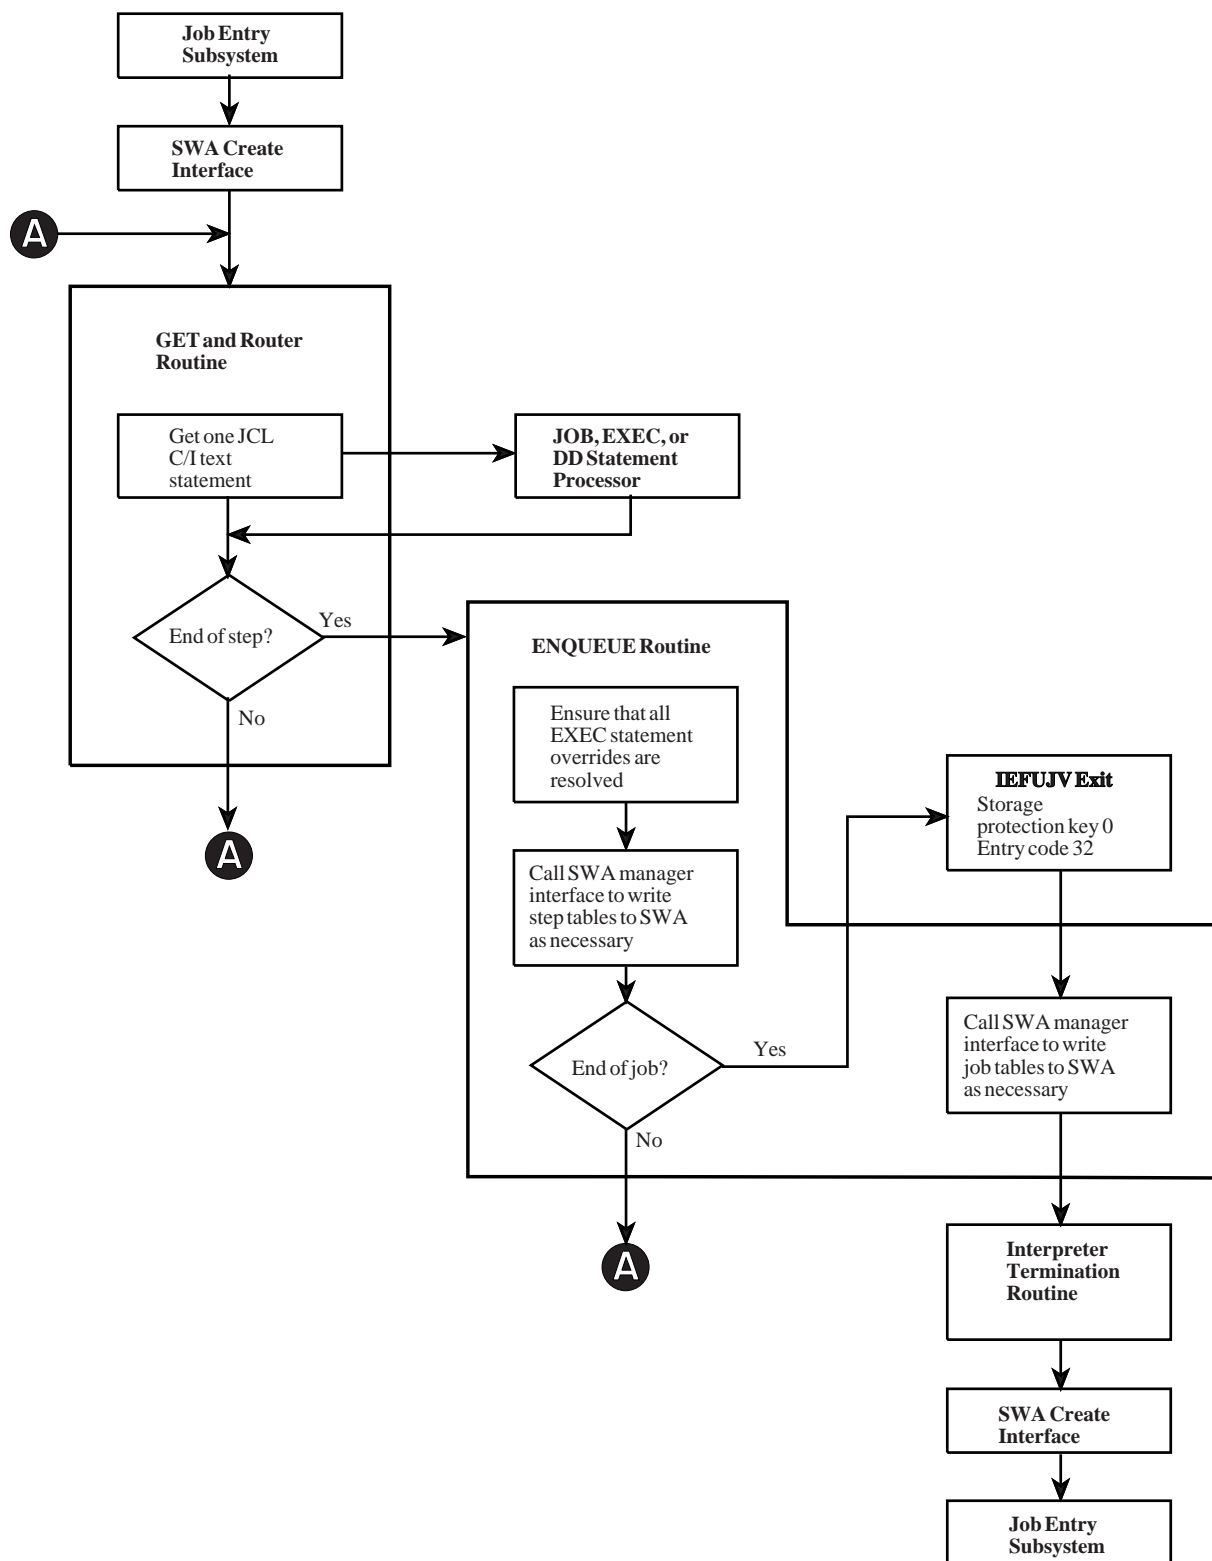 Job Entry
Subsystem
SWA Create
Interface
A
GET and Router
Routine
Get one JCL
C/I text
statement
JOB, EXEC, or
DD Statement
Processor
End of step?
Yes
No
A
ENQUEUE Routine
Ensure that all
EXEC statement
overrides are
resolved
Call SWA manager
interface to write
step tables to SWA
as necessary
End of job?
Yes
No
A
IEFUJV Exit
Storage
protection key 0
Entry code 32
Call SWA manager
interface to write
job tables to SWA
as necessary
Interpreter
Termination
Routine
SWA Create
Interface
Job Entry
Subsystem